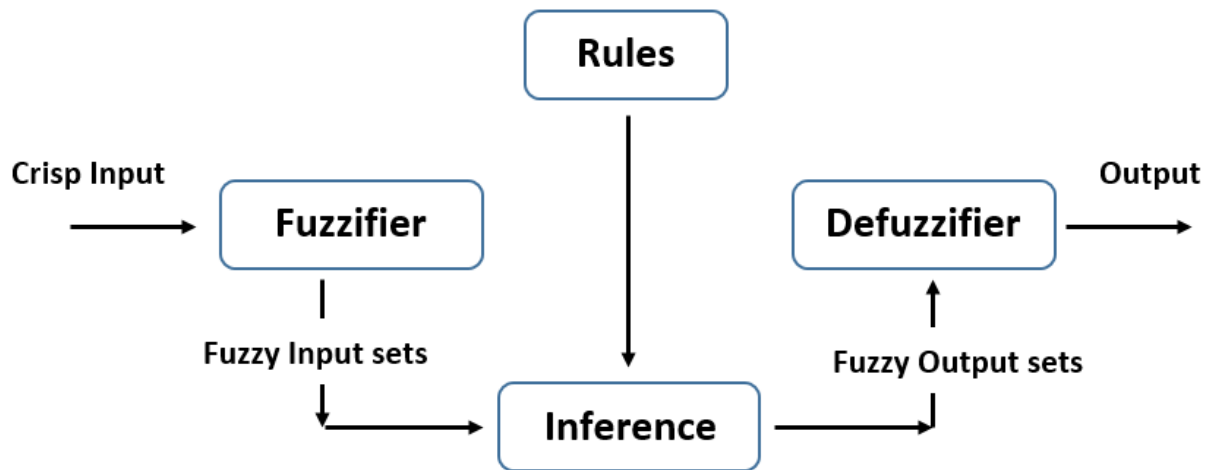 Rules
Crisp Input
Output
Fuzzifier
Defuzzifier
Fuzzy Input sets
Fuzzy Output sets
Inference